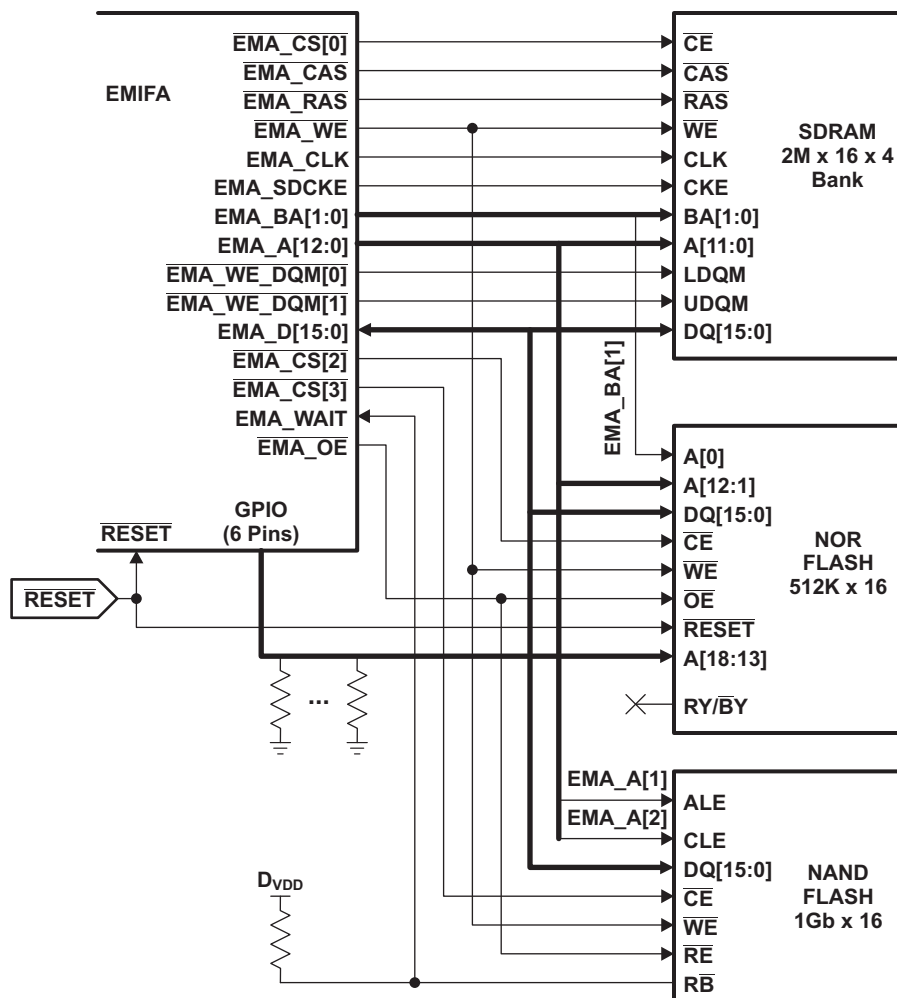 EMIFA
EMA_CS[0]
EMA_CAS
EMA_RAS
EMA_WE
EMA_CLK
EMA_SDCKE
EMA_BA[1:0]
EMA_A[12:0]
EMA_WE_DQM[0]
EMA_WE_DQM[1]
EMA_D[15:0]
EMA_CS[2]
EMA_CS[3]
EMA_WAIT
EMA_OE
GPIO
(6 Pins)
RESET
RESET
...
CE
CAS
RAS
WE
CLK
CKE
BA[1:0]
A[11:0]
LDQM
UDQM
DQ[15:0]
SDRAM
2M x 16 x 4
Bank
EMA_BA[1]
A[0]
A[12:1]
DQ[15:0]
CE
WE
OE
RESET
A[18:13]
RY/BY
NOR
FLASH
512K x 16
EMA_A[1]
EMA_A[2]
ALE
CLE
DQ[15:0]
CE
WE
RE
RB
NAND
FLASH
1Gb x 16
DVDD